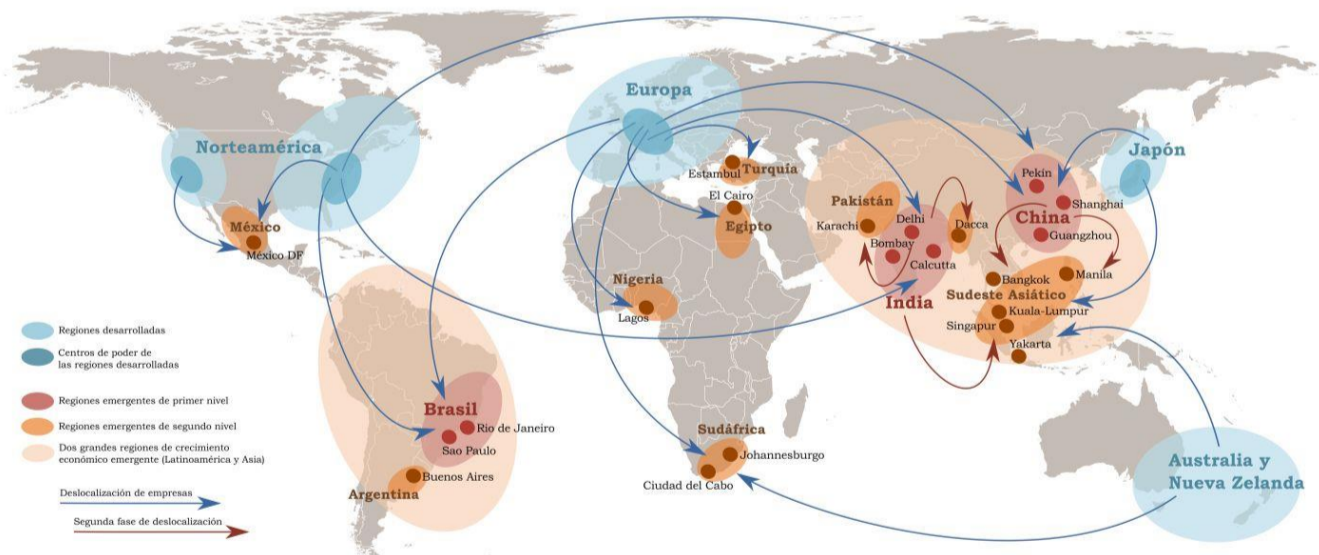 Europa
Norteamérica
Japón
Turquía
Estambul
El Cairo
Egipto
Pakistán
Karachi
Delhi
Dacca
Bombay
Calcutta
India
Pekín
Shanghai
China
Guangzhou
México
México DF
Nigeria
Lagos
Bangkok
Manila
Sudeste Asiático
Kuala-Lumpur
Singapur
Yakarta
Brasil
Rio de Janeiro
Sao Paulo
Buenos Aires
Argentina
Sudáfrica
Johannesburgo
Ciudad del Cabo
Australia y
Nueva Zelanda
Regiones desarrolladas
Centros de poder de
las regiones desarrolladas
Regiones emergentes de primer nivel
Regiones emergentes de segundo nivel
Dos grandes regiones de crecimiento
económico emergente (Latinoamérica y Asia)
Deslocalización de empresas
Segunda fase de deslocalización